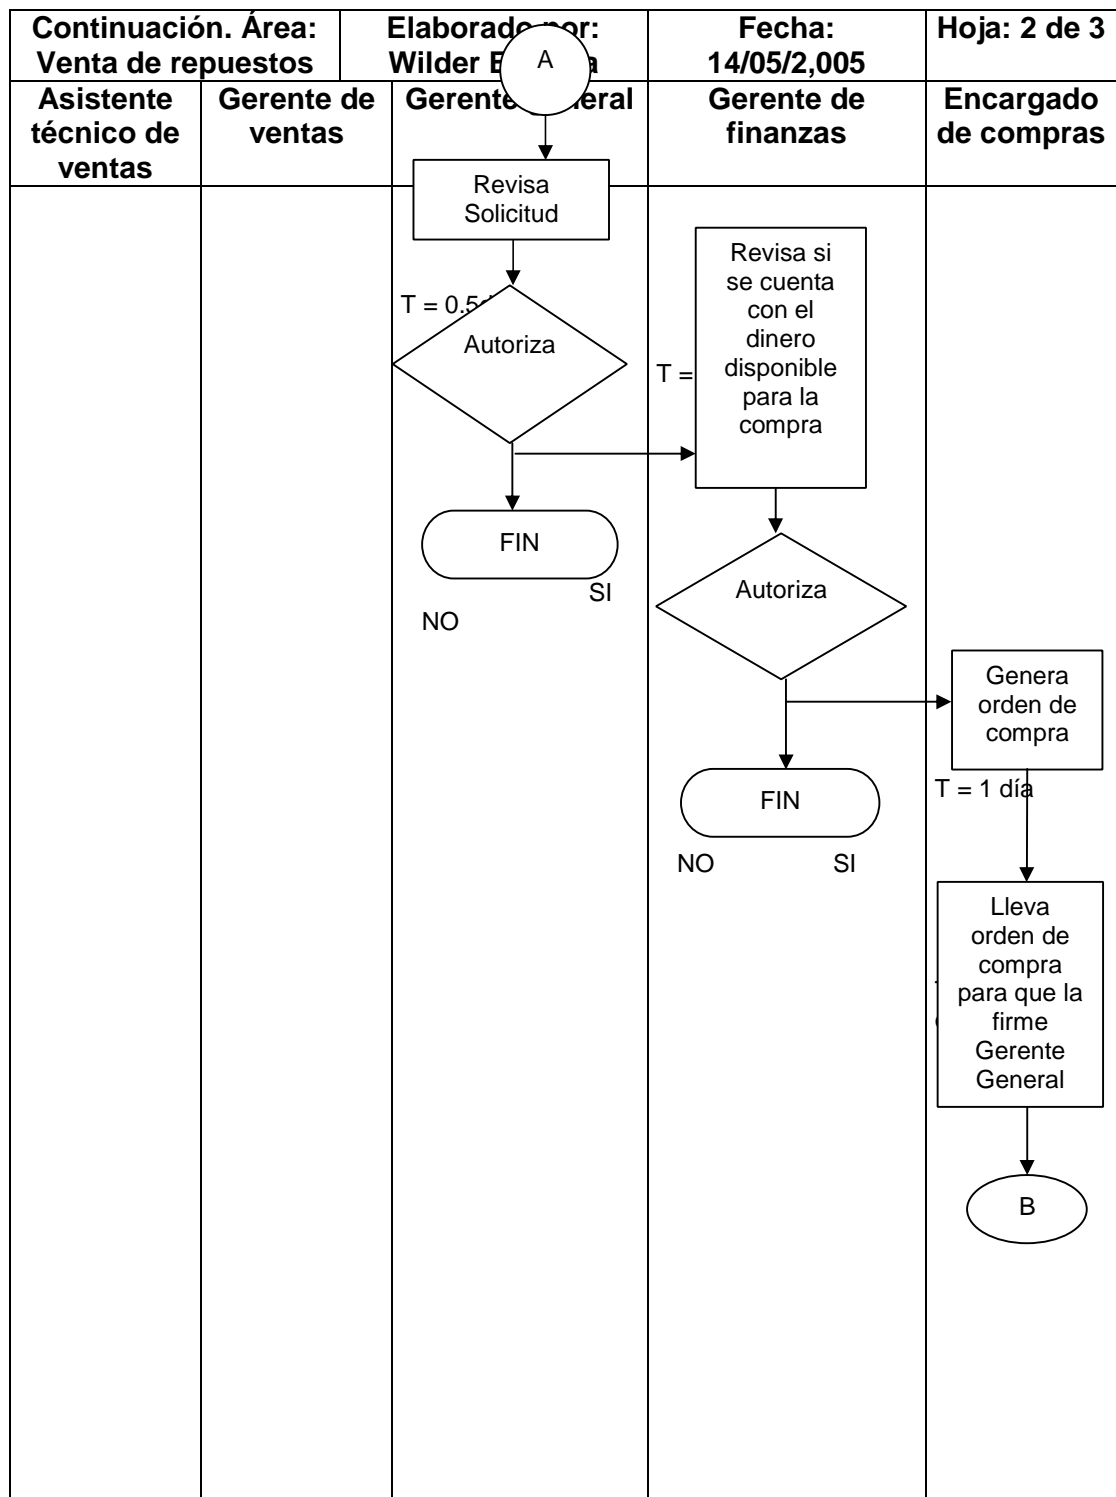 Continuación. Área:
Venta de repuestos
Elaborado por:
Wilder
Fecha:
14/05/2,005
Hoja: 2 de 3
Asistente
técnico de
ventas
Gerente de
ventas
Gerente General
Gerente de
finanzas
Encargado
de compras
A
Revisa
Solicitud
T = 0.5
Autoriza
FIN
SI
NO
Revisa si
se cuenta
con el
dinero
disponible
para la
compra
T =
Autoriza
FIN
NO SI
Genera
orden de
compra
T = 1 día
Lleva
orden de
compra
para que la
firme
Gerente
General
B